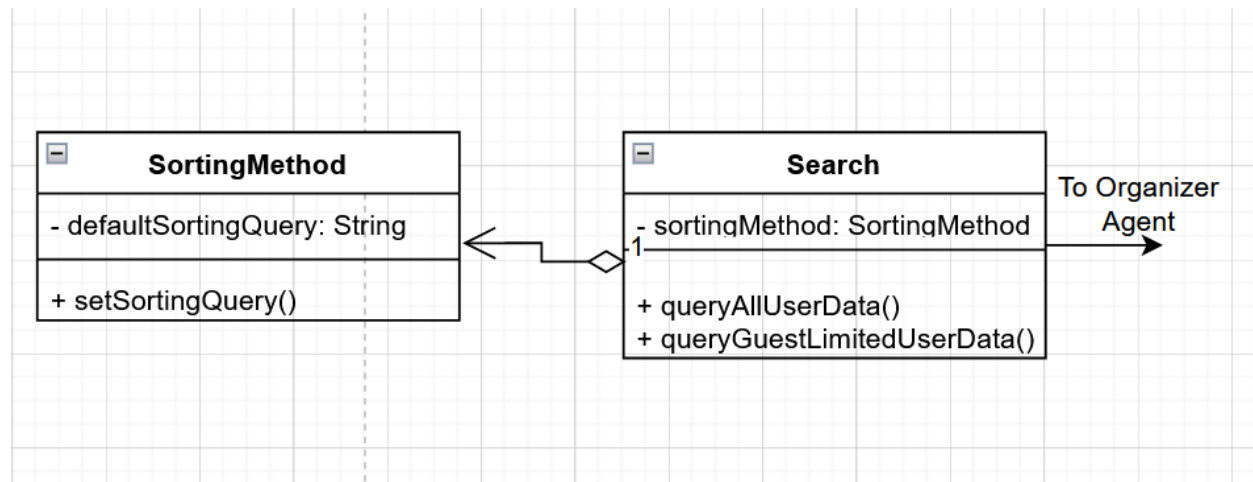 SortingMethod
- defaultSortingQuery: String
+ setSortingQuery()
Search
- sortingMethod: SortingMethod
1
+ queryAllUserData()
+ queryGuestLimitedUserData()
To Organizer
Agent